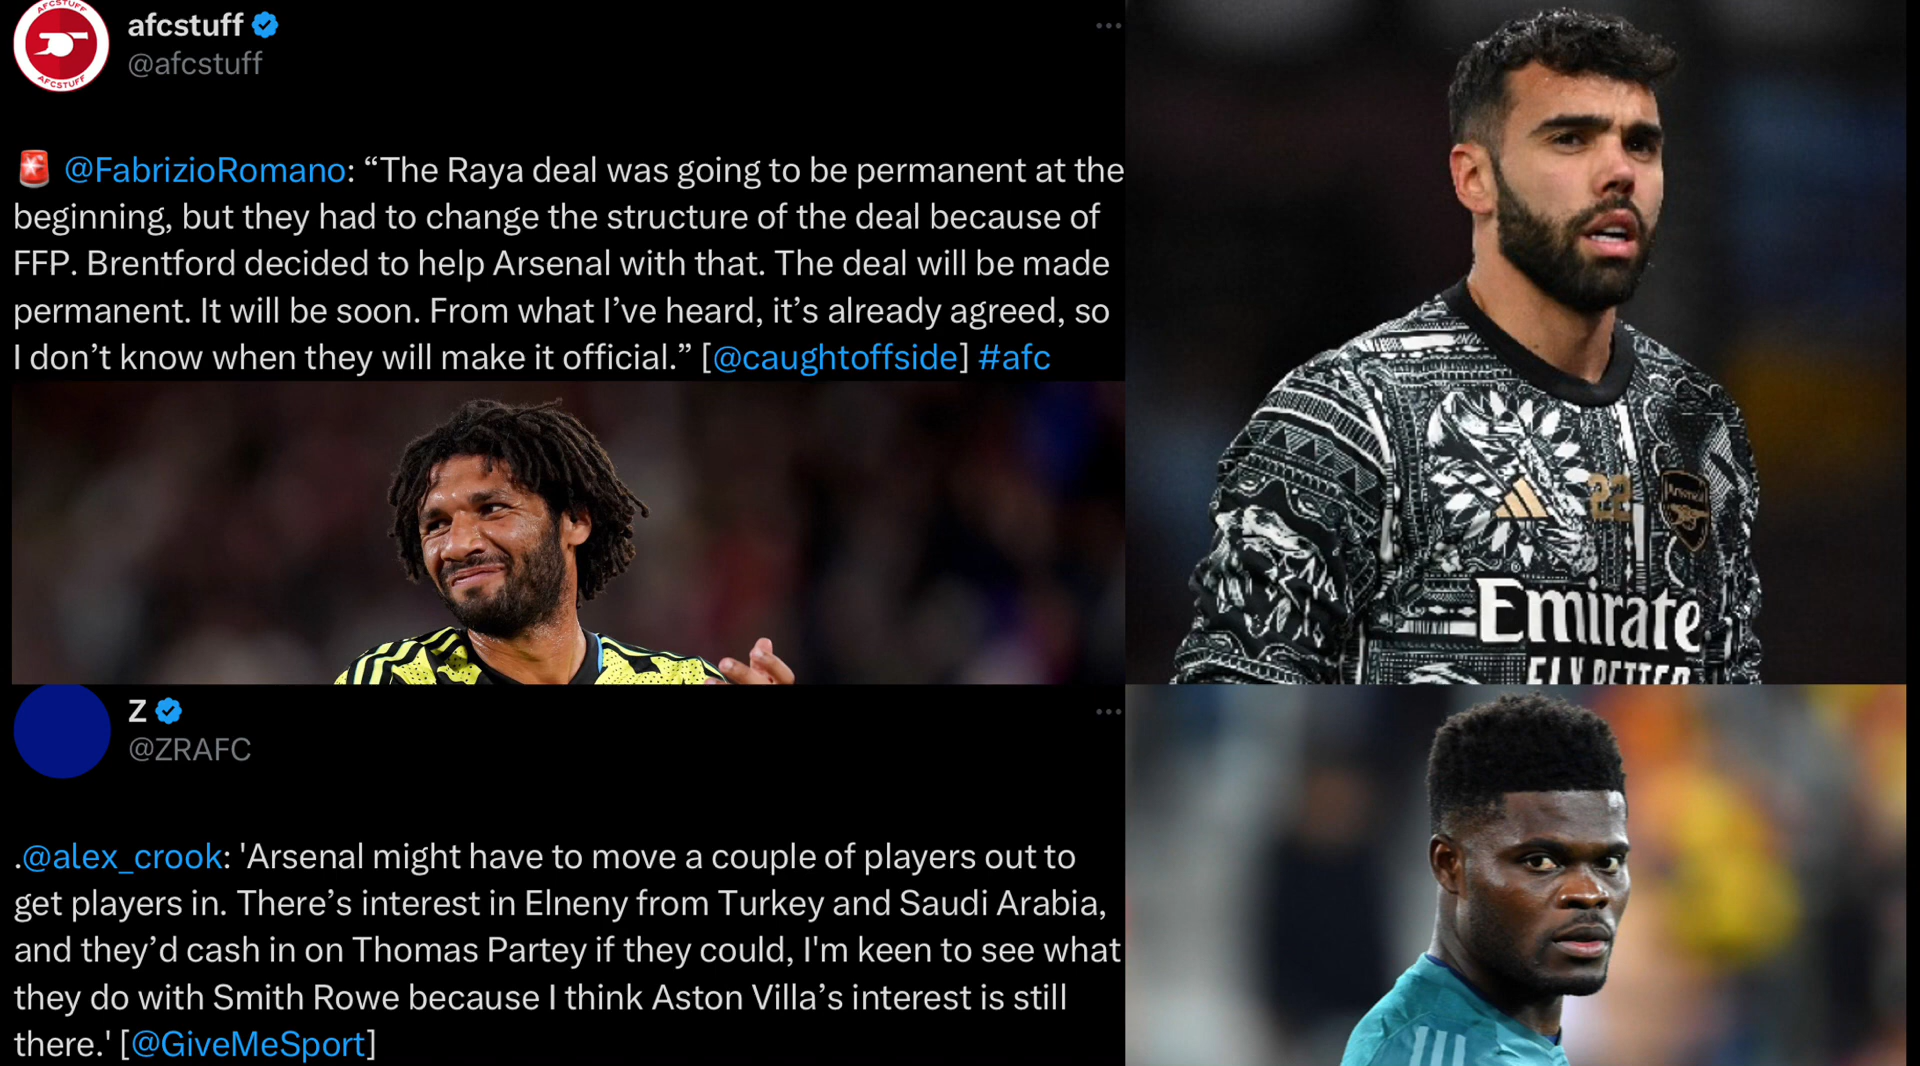 AFCSTUFF
AFCSTUFF
afcstuff
@afcstuff
🚨 @FabrizioRomano: “The Raya deal was going to be permanent at the
beginning, but they had to change the structure of the deal because of
FFP. Brentford decided to help Arsenal with that. The deal will be made
permanent. It will be soon. From what I’ve heard, it’s already agreed, so
I don’t know when they will make it official.” [@caughtoffside] #afc
22
Arsenal
Emirate
FLY BETTER
Z
@ZRAFC
.@alex_crook: 'Arsenal might have to move a couple of players out to
get players in. There’s interest in Elneny from Turkey and Saudi Arabia,
and they’d cash in on Thomas Partey if they could, I'm keen to see what
they do with Smith Rowe because I think Aston Villa’s interest is still
there.' [@GiveMeSport]